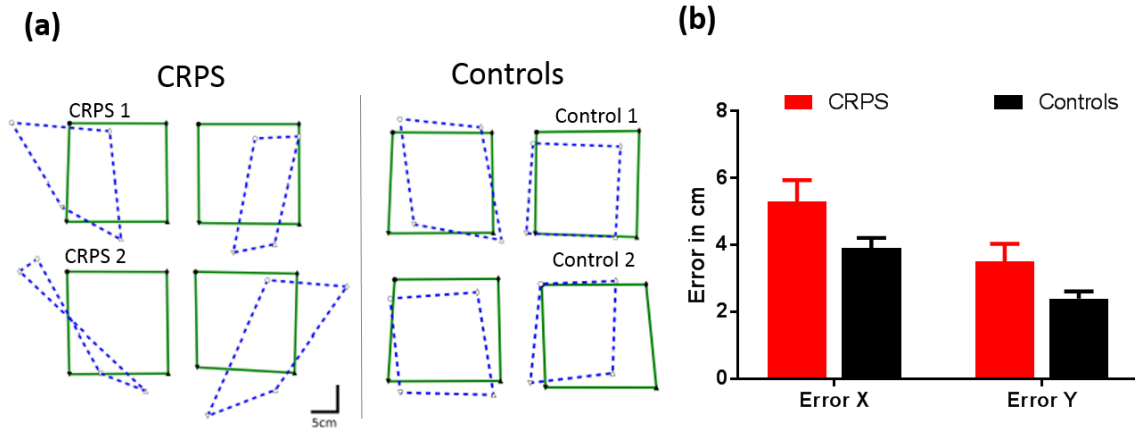 (a)
CRPS
Controls
CRPS 1
Control 1
CRPS 2
Control 2
5cm
(b)
CRPS
Controls
Error in cm
8
6
4
2
0
Error X
Error Y